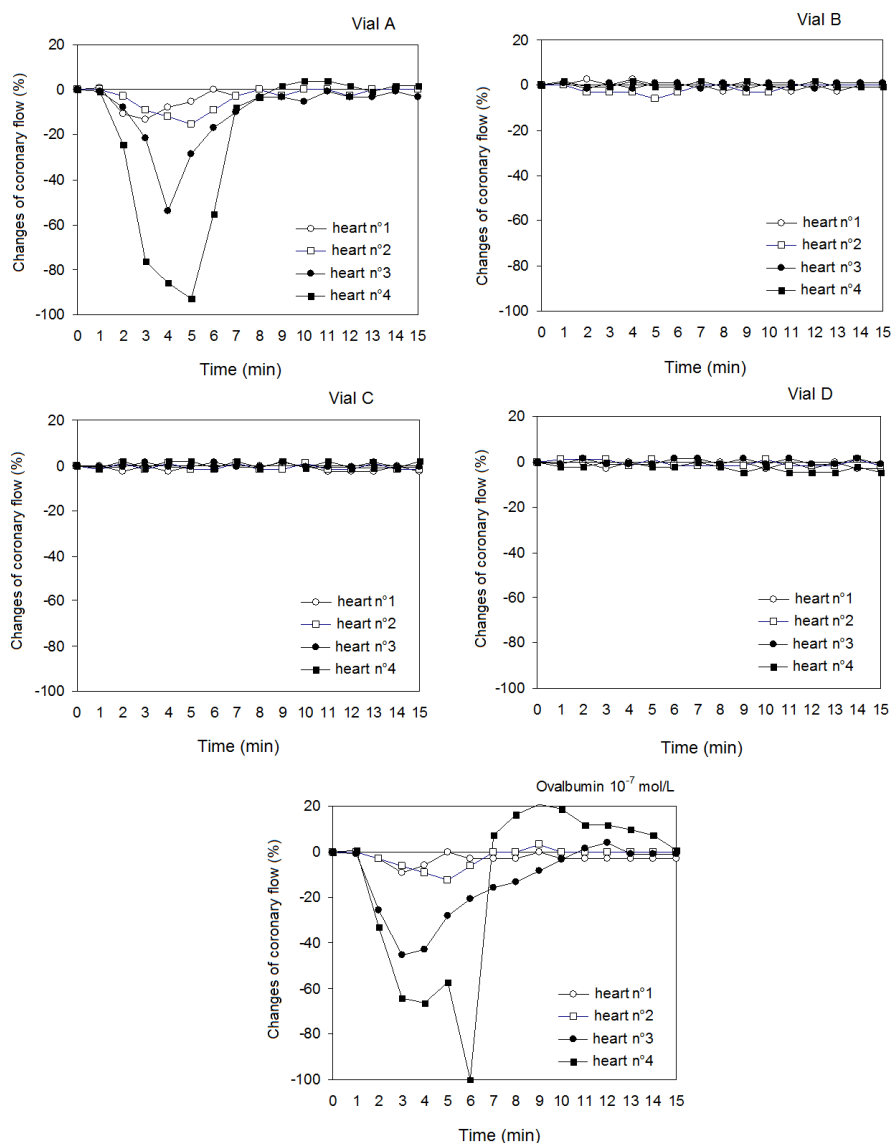 Vial A
Changes of coronary flow (%)
20
0
-20
-40
-60
-80
-100
heart n°1
heart n°2
heart n°3
heart n°4
0 1 2 3 4 5 6 7 8 9 10 11 12 13 14 15
Time (min)
Vial B
Changes of coronary flow (%)
20
0
-20
-40
-60
-80
-100
heart n°1
heart n°2
heart n°3
heart n°4
0 1 2 3 4 5 6 7 8 9 10 11 12 13 14 15
Time (min)
Vial C
Changes of coronary flow (%)
20
0
-20
-40
-60
-80
-100
heart n°1
heart n°2
heart n°3
heart n°4
0 1 2 3 4 5 6 7 8 9 10 11 12 13 14 15
Time (min)
Vial D
Changes of coronary flow (%)
20
0
-20
-40
-60
-80
-100
heart n°1
heart n°2
heart n°3
heart n°4
0 1 2 3 4 5 6 7 8 9 10 11 12 13 14 15
Time (min)
Ovalbumin 10⁻⁷ mol/L
Changes of coronary flow (%)
20
0
-20
-40
-60
-80
-100
heart n°1
heart n°2
heart n°3
heart n°4
0 1 2 3 4 5 6 7 8 9 10 11 12 13 14 15
Time (min)